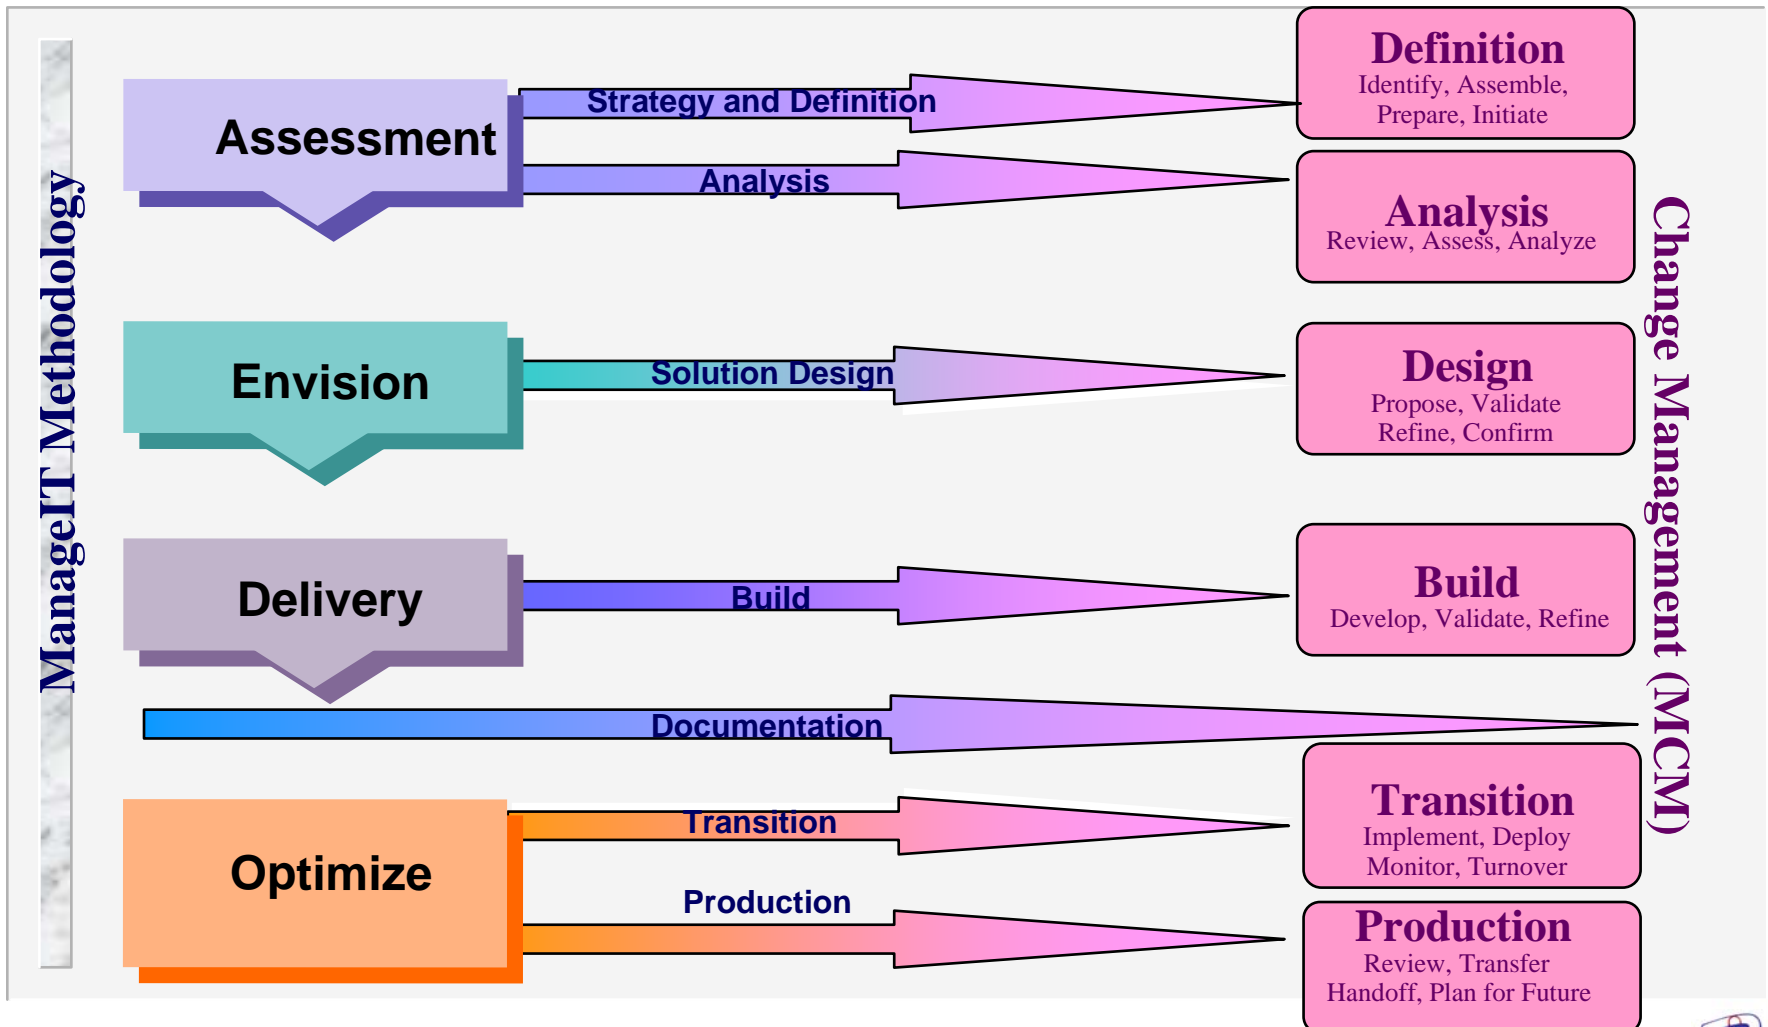 ManageIT Methodology
Assessment
Strategy and Definition
Analysis
Definition
Identify, Assemble,
Prepare, Initiate
Analysis
Review, Assess, Analyze
Envision
Solution Design
Design
Propose, Validate
Refine, Confirm
Delivery
Build
Build
Develop, Validate, Refine
Documentation
Optimize
Transition
Production
Transition
Implement, Deploy
Monitor, Turnover
Production
Review, Transfer
Handoff, Plan for Future
Change Management (MCM)